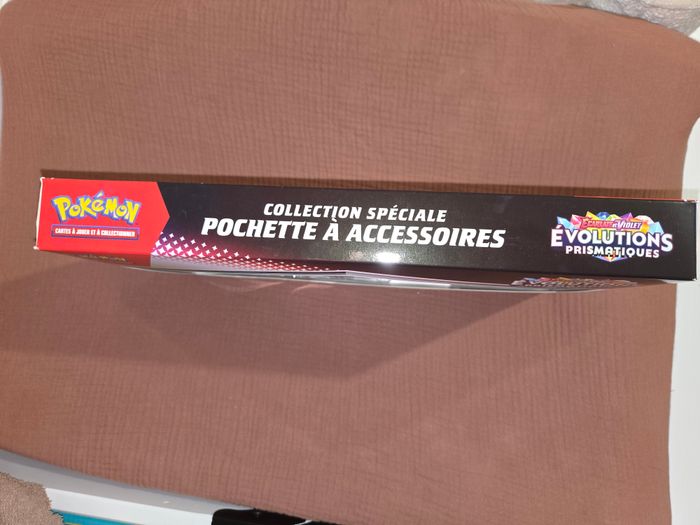 POKÉMON
CARTES À JOUER ET À COLLECTIONNER
COLLECTION SPÉCIALE
POCHETTE À ACCESSOIRES
ÉCARLATE ET VIOLET
ÉVOLUTIONS
PRISMATIQUES